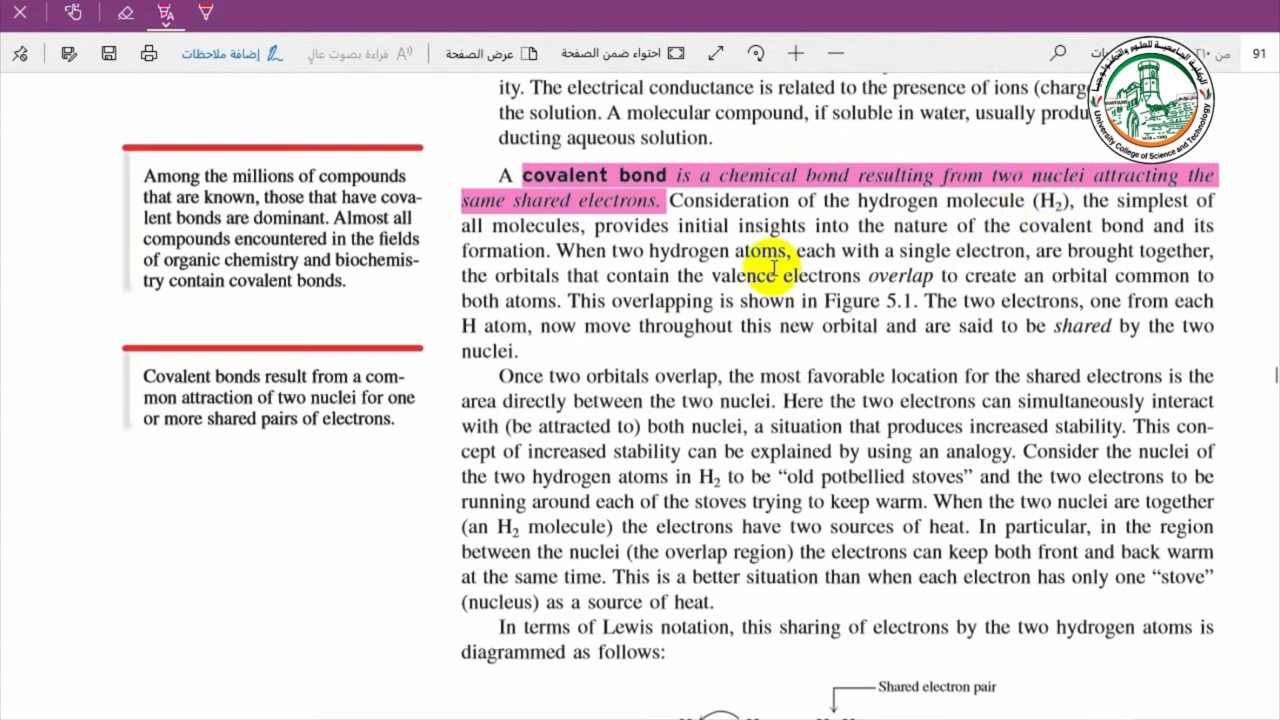 إضافة ملاحظات
قراءة بصوت عالٍ
عرض الصفحة
احتواء ضمن الصفحة
91
ity. The electrical conductance is related to the presence of ions (charg
the solution. A molecular compound, if soluble in water, usually produ
ducting aqueous solution.
University College of Science and Technology
Among the millions of compounds
that are known, those that have cova-
lent bonds are dominant. Almost all
compounds encountered in the fields
of organic chemistry and biochemis-
try contain covalent bonds.
Covalent bonds result from a com-
mon attraction of two nuclei for one
or more shared pairs of electrons.
A covalent bond is a chemical bond resulting from two nuclei attracting the
same shared electrons. Consideration of the hydrogen molecule (H₂), the simplest of
all molecules, provides initial insights into the nature of the covalent bond and its
formation. When two hydrogen atoms, each with a single electron, are brought together,
the orbitals that contain the valence electrons overlap to create an orbital common to
both atoms. This overlapping is shown in Figure 5.1. The two electrons, one from each
H atom, now move throughout this new orbital and are said to be shared by the two
nuclei.
Once two orbitals overlap, the most favorable location for the shared electrons is the
area directly between the two nuclei. Here the two electrons can simultaneously interact
with (be attracted to) both nuclei, a situation that produces increased stability. This con-
cept of increased stability can be explained by using an analogy. Consider the nuclei of
the two hydrogen atoms in H₂ to be “old potbellied stoves” and the two electrons to be
running around each of the stoves trying to keep warm. When the two nuclei are together
(an H₂ molecule) the electrons have two sources of heat. In particular, in the region
between the nuclei (the overlap region) the electrons can keep both front and back warm
at the same time. This is a better situation than when each electron has only one “stove”
(nucleus) as a source of heat.
In terms of Lewis notation, this sharing of electrons by the two hydrogen atoms is
diagrammed as follows:
Shared electron pair